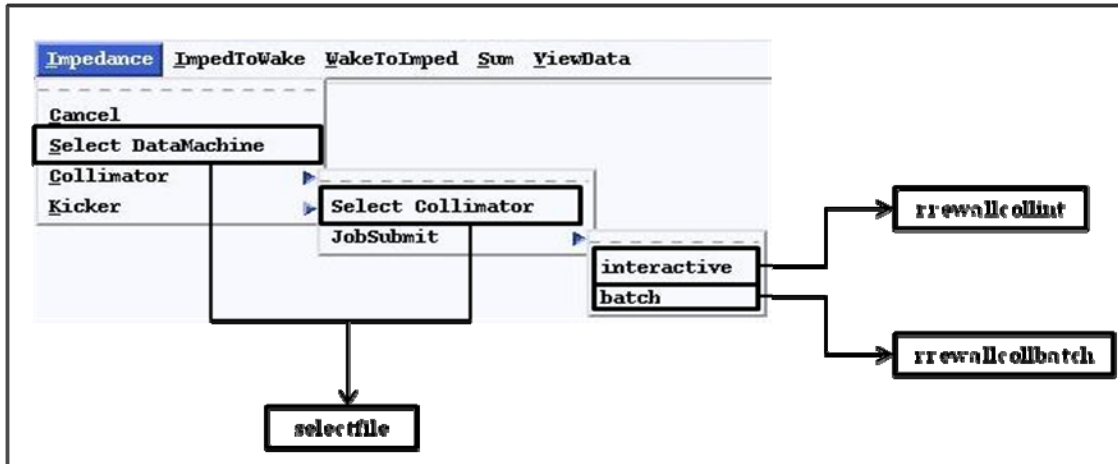 Impedance ImpedToWake WakeToImped Sum ViewData
Cancel
Select DataMachine
Collimator
Kicker
Select Collimator
JobSubmit
interactive
batch
rrewallcollint
rrewallcollbatch
selectfile